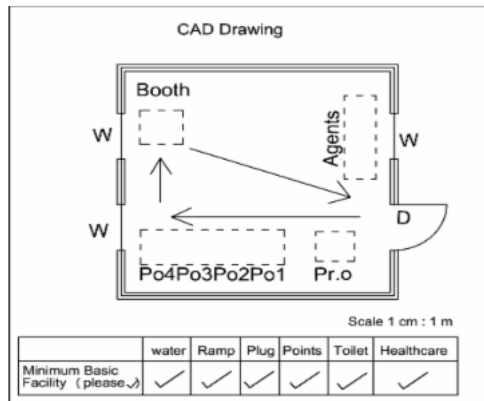 CAD Drawing
Booth
Agents
W
W
W
D
Po4Po3Po2Po1
Pr.o
Scale 1 cm : 1 m
water Ramp Plug Points Toilet Healthcare
Minimum Basic
Facility (please ✓) ✓ ✓ ✓ ✓ ✓ ✓